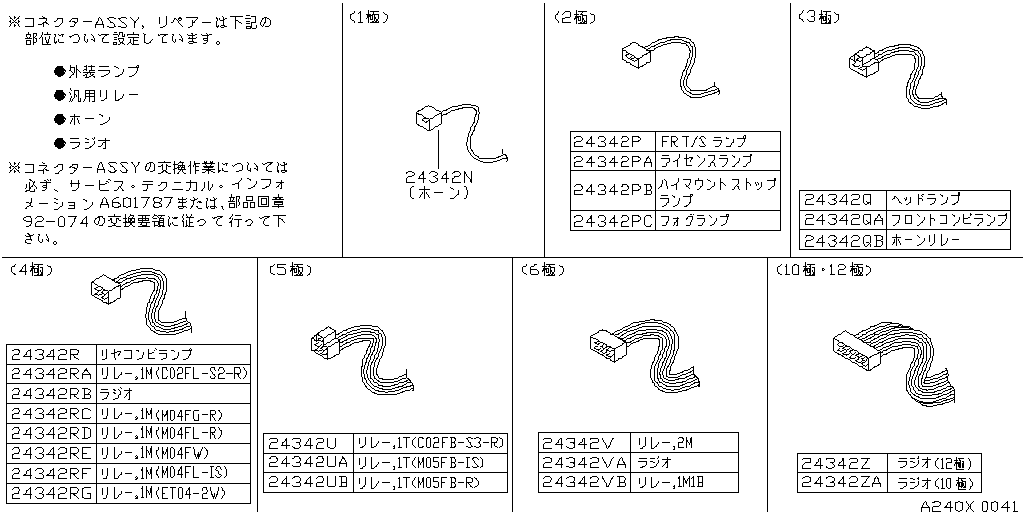 ※コネクターASSY，リペアーは下記の
部位について設定しています。
●外装ランプ
●汎用リレー
●ホーン
●ラジオ
※コネクターASSYの交換作業については
必ず、サービス・テクニカル・インフォ
メーションA601787または、部品回章
92-074の交換要領に従って行って下
さい。
(1極)
24342N
(ホーン)
(2極)
24342P FRT/S ランプ
24342PA ライセンスランプ
24342PB ハイマウントストップ
ランプ
24342PC フォグランプ
(3極)
24342Q ヘッドランプ
24342QA フロントコンビランプ
24342QB ホーンリレー
(4極)
24342R リヤコンビランプ
24342RA リレー,1M(C02FL-S2-R)
24342RB ラジオ
24342RC リレー,1M(M04FG-R)
24342RD リレー,1M(M04FL-R)
24342RE リレー,1M(M04FW)
24342RF リレー,1M(M04FL-IS)
24342RG リレー,1M(ET04-2W)
(5極)
24342U リレー,1T(C02FB-S3-R)
24342UA リレー,1T(M05FB-IS)
24342UB リレー,1T(M05FB-R)
(6極)
24342V リレー,2M
24342VA ラジオ
24342VB リレー,1M1B
(10極・12極)
24342Z ラジオ(12極)
24342ZA ラジオ(10極)
A240X 0041